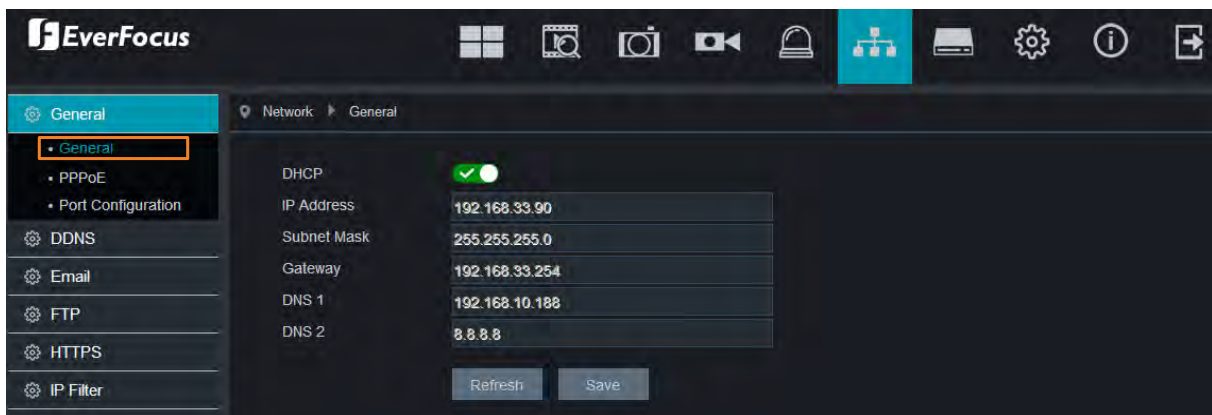 EverFocus
General
Network General
General
PPPoE
Port Configuration
DDNS
Email
FTP
HTTPS
IP Filter
DHCP
IP Address 192.168.33.90
Subnet Mask 255.255.255.0
Gateway 192.168.33.254
DNS 1 192.168.10.188
DNS 2 8.8.8.8
Refresh Save